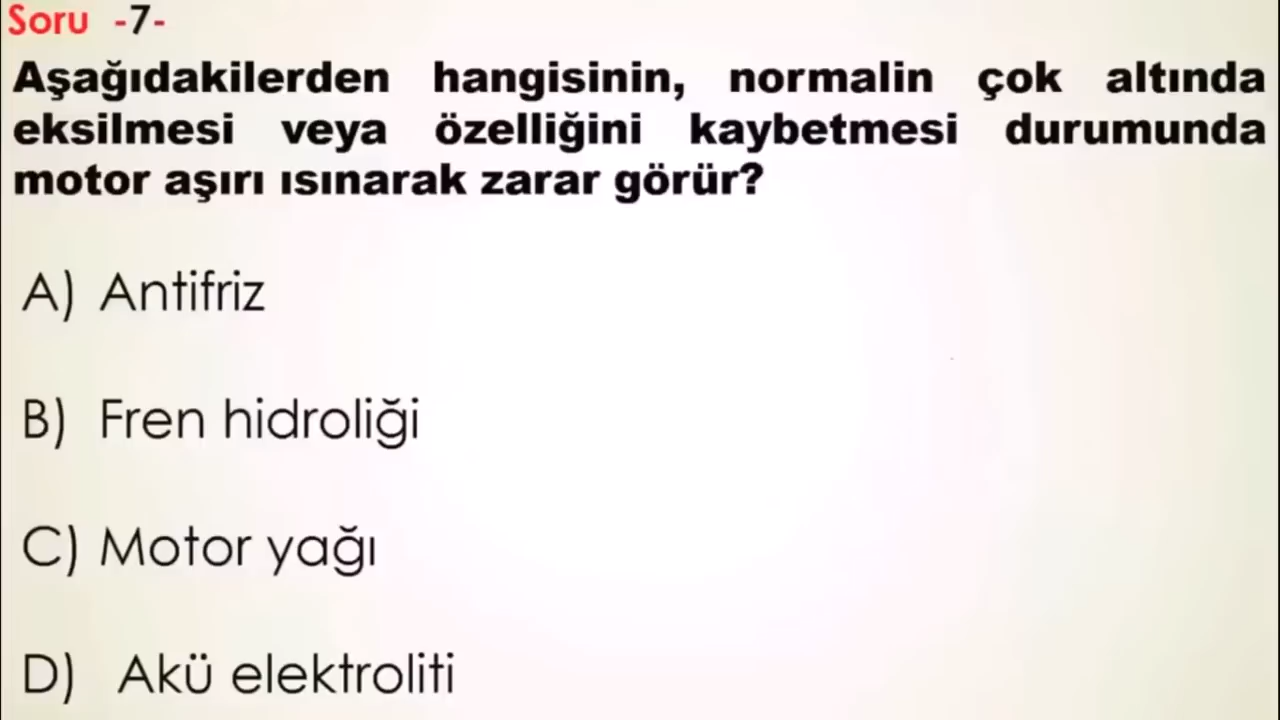 Soru -7-
Aşağıdakilerden hangisinin, normalin çok altında
eksilmesi veya özelliğini kaybetmesi durumunda
motor aşırı ısınarak zarar görür?
A) Antifriz
B) Fren hidroliği
C) Motor yağı
D) Akü elektroliti